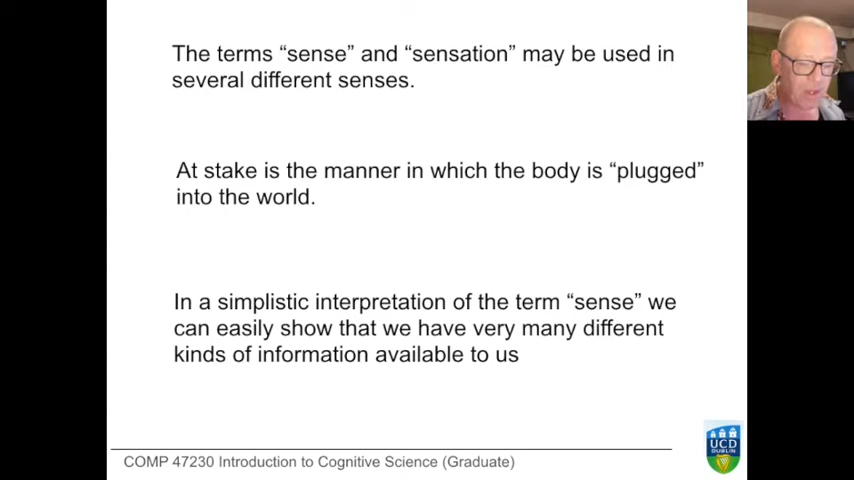 The terms “sense” and “sensation” may be used in
several different senses.
At stake is the manner in which the body is “plugged”
into the world.
In a simplistic interpretation of the term “sense” we
can easily show that we have very many different
kinds of information available to us
COMP 47230 Introduction to Cognitive Science (Graduate)
UCD
DUBLIN